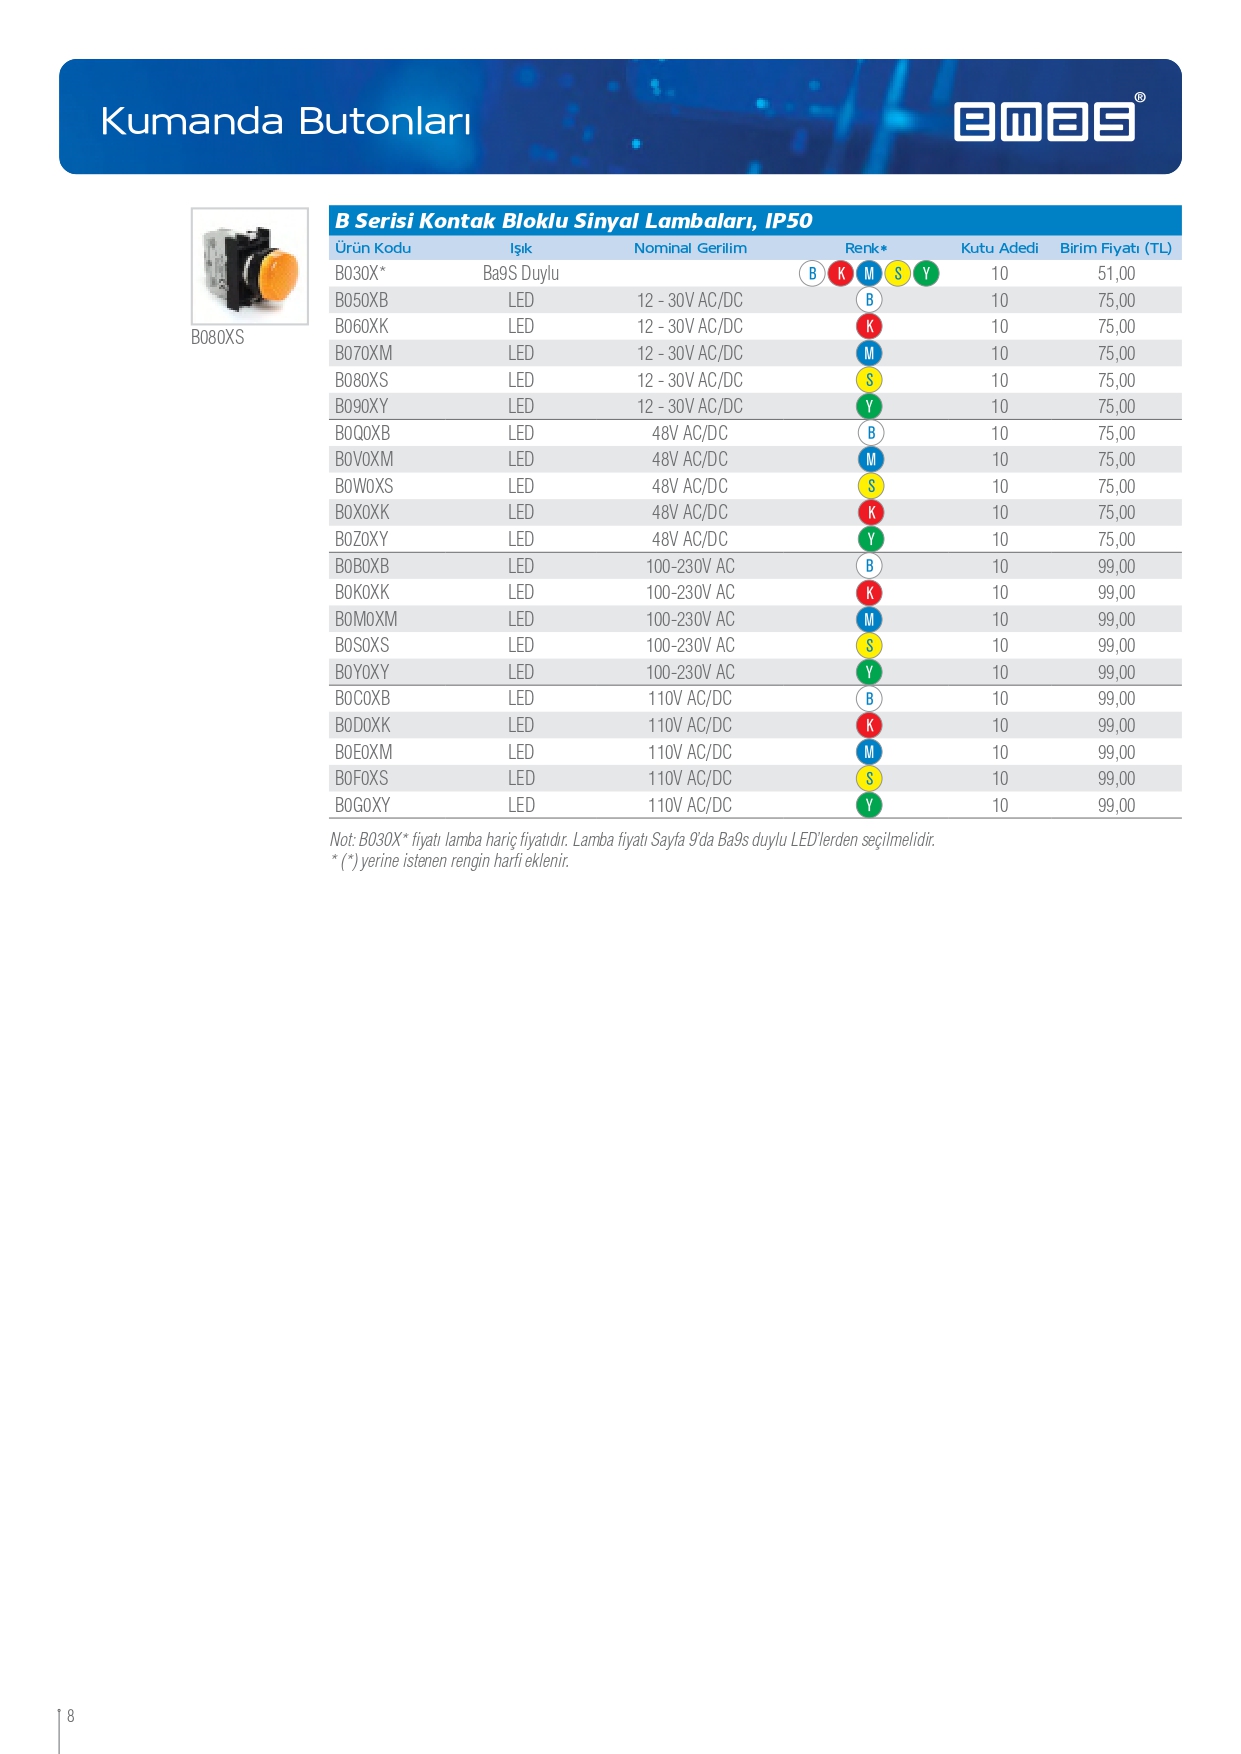 Kumanda Butonları
emas®
B080XS
B Serisi Kontak Bloklu Sinyal Lambaları, IP50
Ürün Kodu Işık Nominal Gerilim Renk* Kutu Adedi Birim Fiyatı (TL)
B030X* Ba9S Duylu B K M S Y 10 51,00
B050XB LED 12 - 30V AC/DC B 10 75,00
B060XK LED 12 - 30V AC/DC K 10 75,00
B070XM LED 12 - 30V AC/DC M 10 75,00
B080XS LED 12 - 30V AC/DC S 10 75,00
B090XY LED 12 - 30V AC/DC Y 10 75,00
B0Q0XB LED 48V AC/DC B 10 75,00
B0V0XM LED 48V AC/DC M 10 75,00
B0W0XS LED 48V AC/DC S 10 75,00
B0X0XK LED 48V AC/DC K 10 75,00
B0Z0XY LED 48V AC/DC Y 10 75,00
B0B0XB LED 100-230V AC B 10 99,00
B0K0XK LED 100-230V AC K 10 99,00
B0M0XM LED 100-230V AC M 10 99,00
B0S0XS LED 100-230V AC S 10 99,00
B0Y0XY LED 100-230V AC Y 10 99,00
B0C0XB LED 110V AC/DC B 10 99,00
B0D0XK LED 110V AC/DC K 10 99,00
B0E0XM LED 110V AC/DC M 10 99,00
B0F0XS LED 110V AC/DC S 10 99,00
B0G0XY LED 110V AC/DC Y 10 99,00
Not: B030X* fiyatı lamba hariç fiyatıdır. Lamba fiyatı Sayfa 9'da Ba9s duylu LED'lerden seçilmelidir.
* (*) yerine istenen rengin harfi eklenir.
8